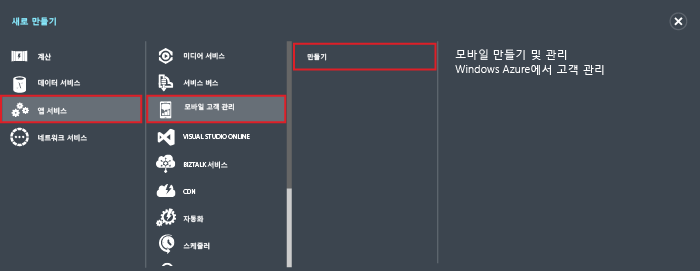 새로 만들기
계산
데이터 서비스
앱 서비스
네트워크 서비스
미디어 서비스
서비스 버스
모바일 고객 관리
VISUAL STUDIO ONLINE
BIZTALK 서비스
CDN
자동화
스케줄러
만들기
모바일 만들기 및 관리
Windows Azure에서 고객 관리